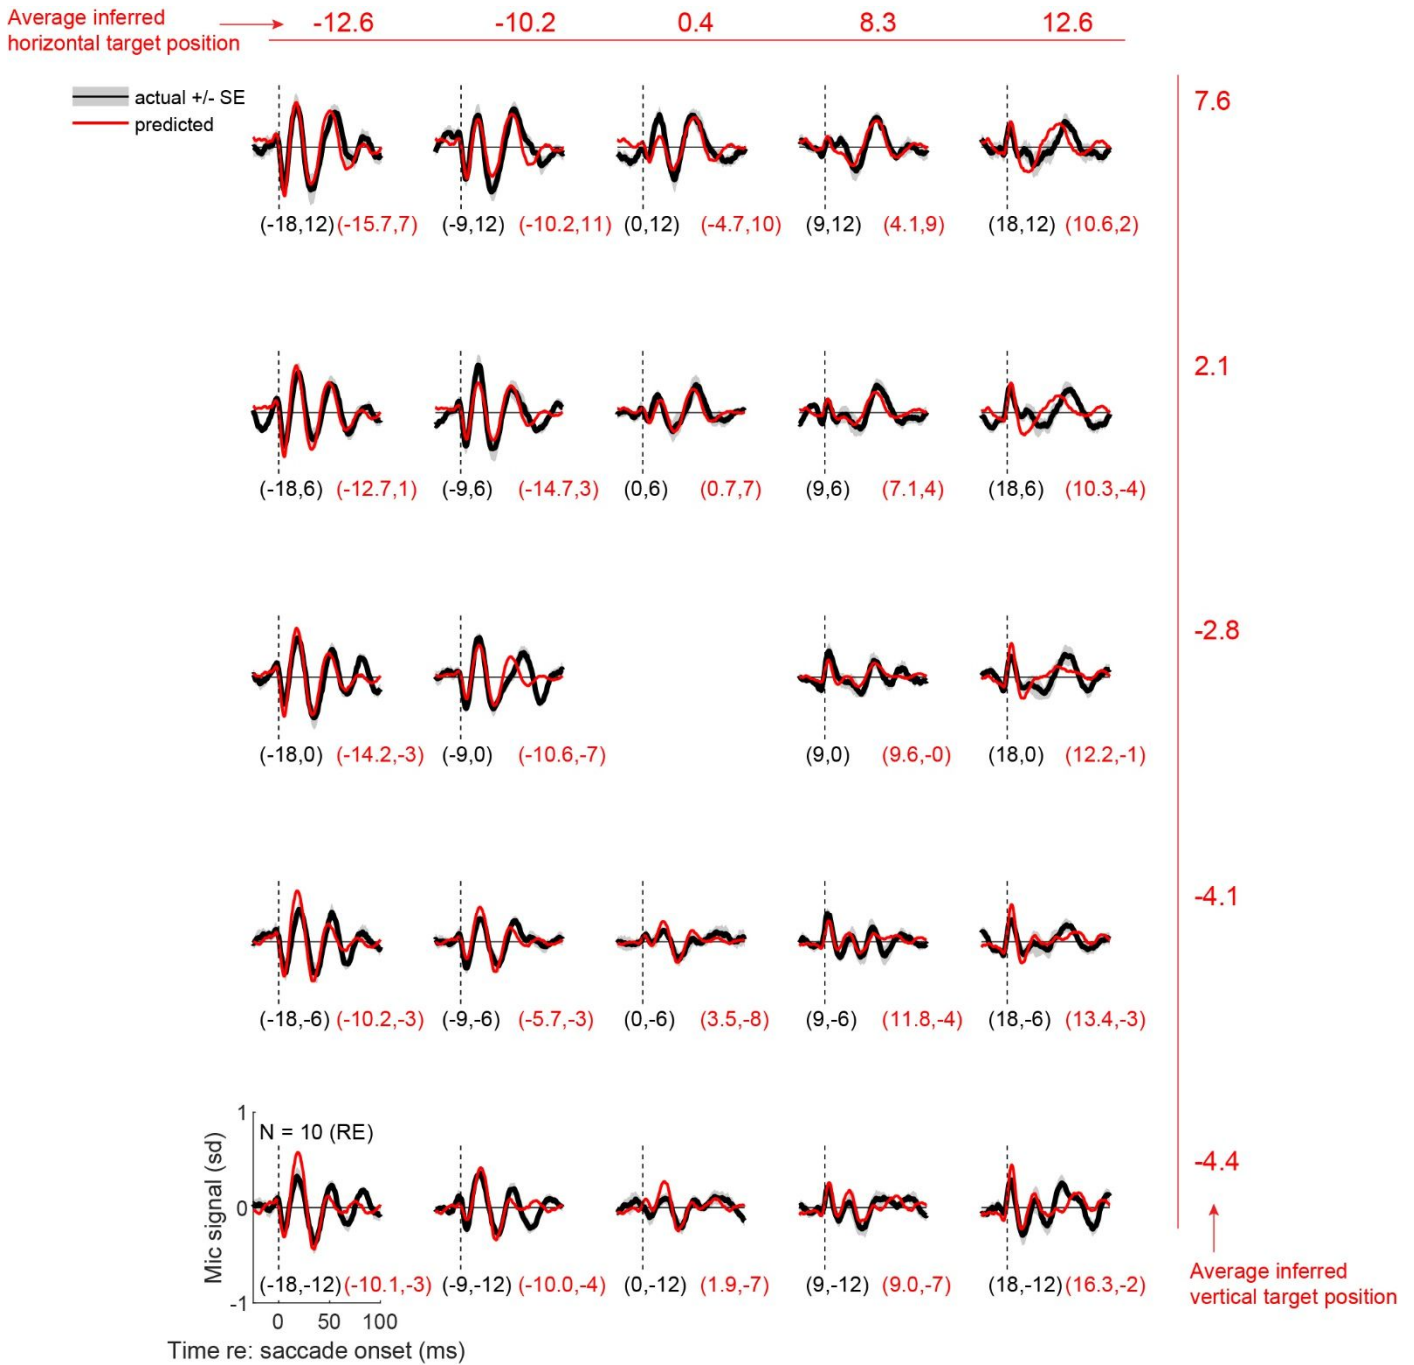 Average inferred
horizontal target position
-12.6 -10.2 0.4 8.3 12.6
actual +/- SE
predicted
7.6
(-18,12) (-15.7,7) (-9,12) (-10.2,11) (0,12) (-4.7,10) (9,12) (4.1,9) (18,12) (10.6,2)
2.1
(-18,6) (-12.7,1) (-9,6) (-14.7,3) (0,6) (0.7,7) (9,6) (7.1,4) (18,6) (10.3,-4)
-2.8
(-18,0) (-14.2,-3) (-9,0) (-10.6,-7) (9,0) (9.6,-0) (18,0) (12.2,-1)
-4.1
(-18,-6) (-10.2,-3) (-9,-6) (-5.7,-3) (0,-6) (3.5,-8) (9,-6) (11.8,-4) (18,-6) (13.4,-3)
-4.4
1
N = 10 (RE)
Mic signal (sd)
0
(-18,-12) (-10.1,-3) (-9,-12) (-10.0,-4) (0,-12) (1.9,-7) (9,-12) (9.0,-7) (18,-12) (16.3,-2)
-1
0 50 100
Time re: saccade onset (ms)
Average inferred
vertical target position